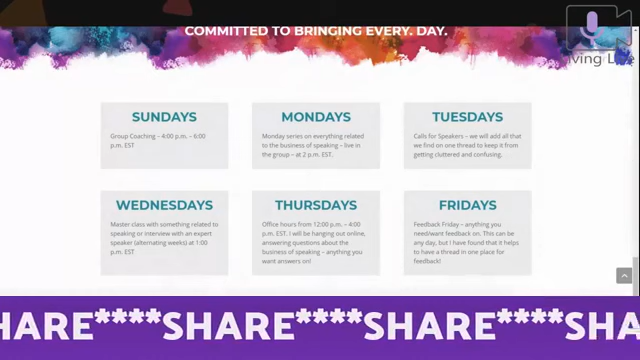 COMMITTED TO BRINGING EVERY. DAY.
ving Live
SUNDAYS
Group Coaching – 4:00 p.m. – 6:00
p.m. EST
MONDAYS
Monday series on everything related
to the business of speaking – live in
the group – at 2 p.m. EST.
TUESDAYS
Calls for Speakers – we will add all that
we find on one thread to keep it from
getting cluttered and confusing.
WEDNESDAYS
Master class with something related to
speaking or interview with an expert
speaker (alternating weeks) at 1:00
p.m. EST
THURSDAYS
Office hours from 12:00 p.m. – 4:00
p.m. EST. I will be hanging out online,
answering questions about the
business of speaking – anything you
want answers on!
FRIDAYS
Feedback Friday – anything you
need/want feedback on. This can be
any day, but I have found that it helps
to have a thread in one place for
feedback!
HARE****SHARE****SHARE****SHA